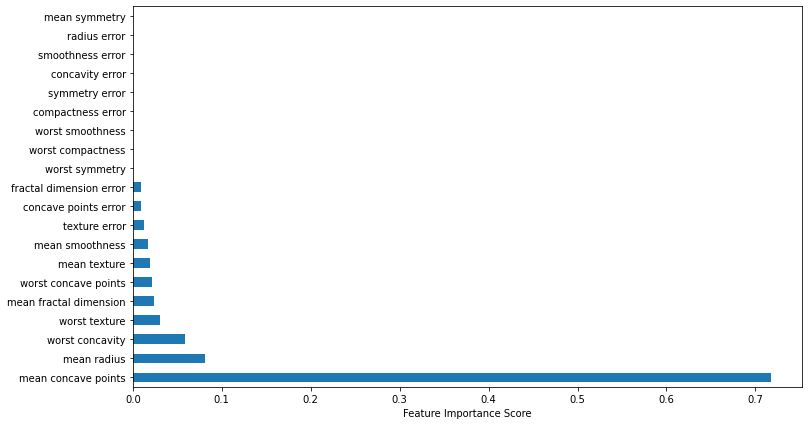 mean symmetry
radius error
smoothness error
concavity error
symmetry error
compactness error
worst smoothness
worst compactness
worst symmetry
fractal dimension error
concave points error
texture error
mean smoothness
mean texture
worst concave points
mean fractal dimension
worst texture
worst concavity
mean radius
mean concave points
0.0 0.1 0.2 0.3 0.4 0.5 0.6 0.7
Feature Importance Score